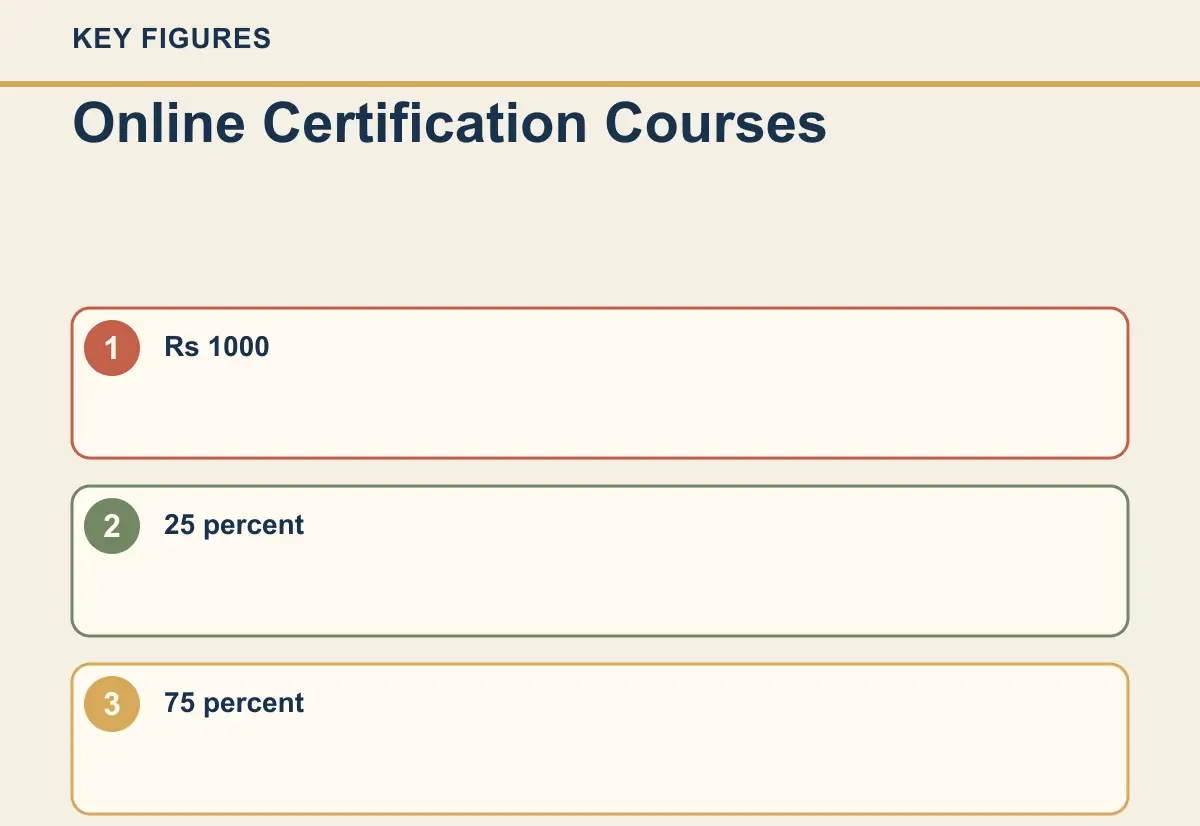 KEY FIGURES
Online Certification Courses
1 Rs 1000
2 25 percent
3 75 percent